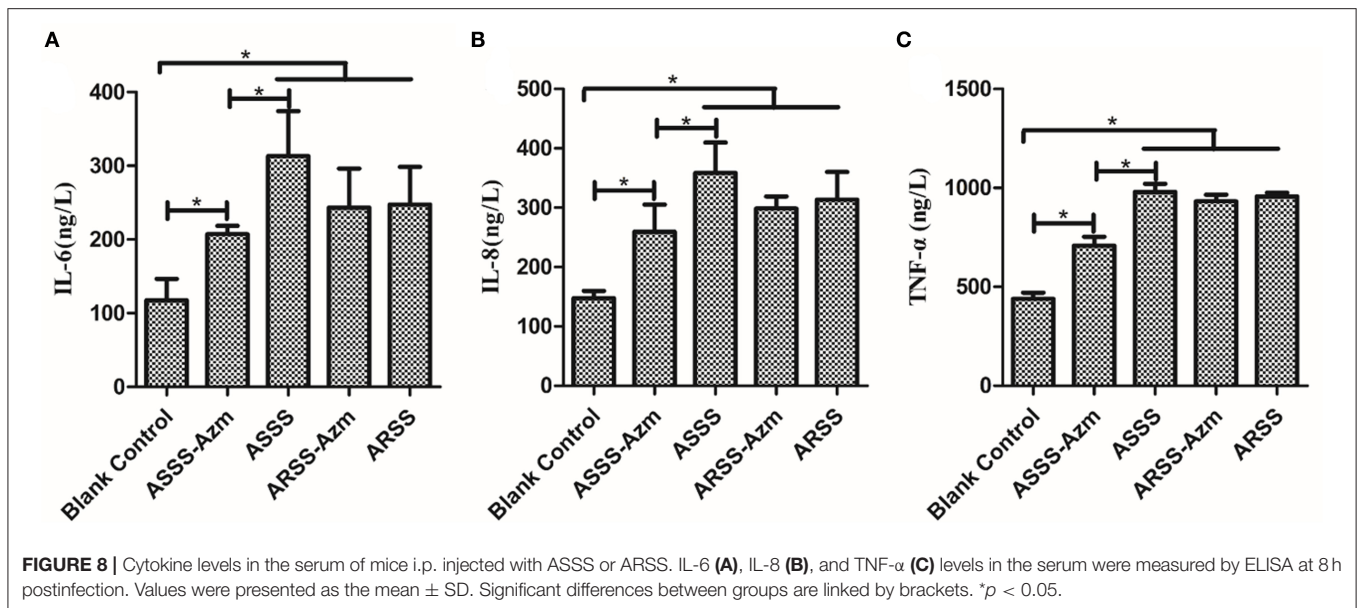 A
*
400
*
300
*
200
100
0
IL-6(ng/L)
Blank Control
ASSS-Azm
ASSS
ARSS-Azm
ARSS
B
*
500
*
400
*
300
200
100
0
IL-8(ng/L)
Blank Control
ASSS-Azm
ASSS
ARSS-Azm
ARSS
C
1500
*
*
1000
*
500
0
TNF-α (ng/L)
Blank Control
ASSS-Azm
ASSS
ARSS-Azm
ARSS
FIGURE 8 | Cytokine levels in the serum of mice i.p. injected with ASSS or ARSS. IL-6 (A), IL-8 (B), and TNF-α (C) levels in the serum were measured by ELISA at 8 h
postinfection. Values were presented as the mean ± SD. Significant differences between groups are linked by brackets. *p < 0.05.